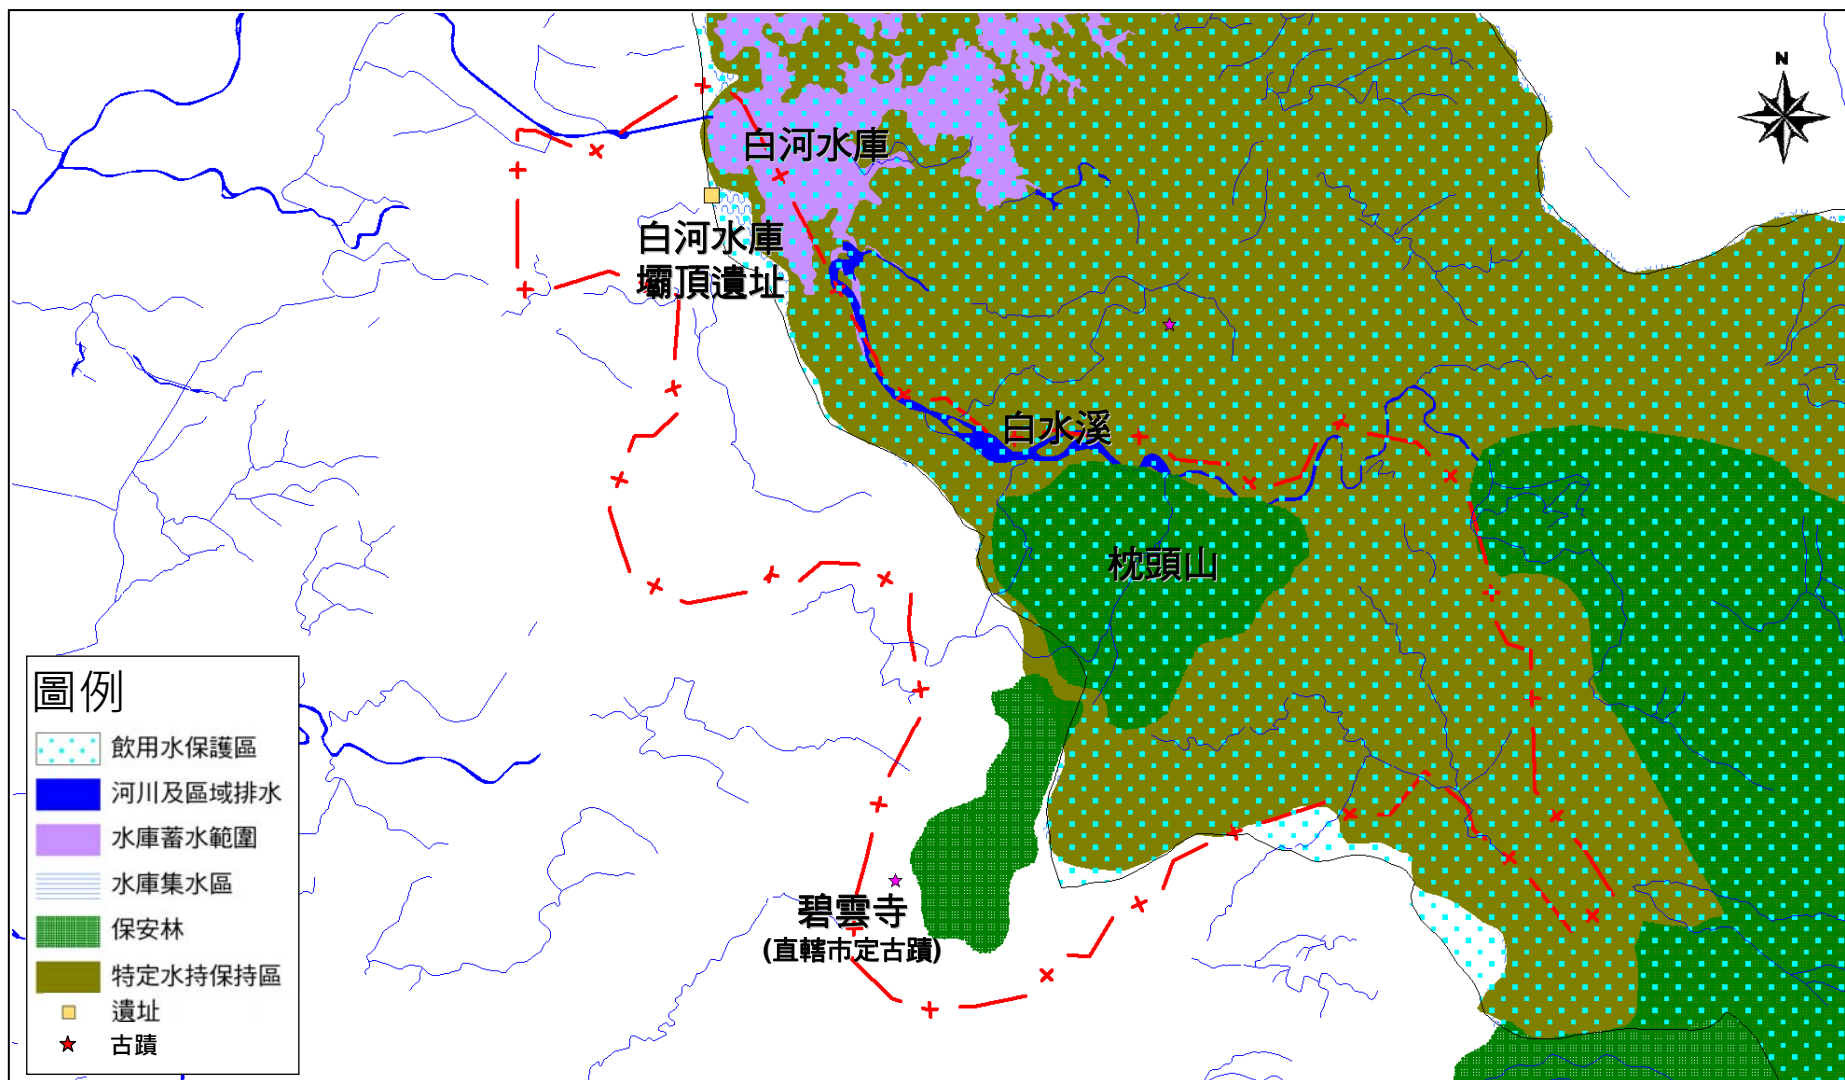 N
白河水庫
白河水庫
壩頂遺址
白水溪
枕頭山
碧雲寺
(直轄市定古蹟)
圖例
飲用水保護區
河川及區域排水
水庫蓄水範圍
水庫集水區
保安林
特定水持保持區
遺址
古蹟